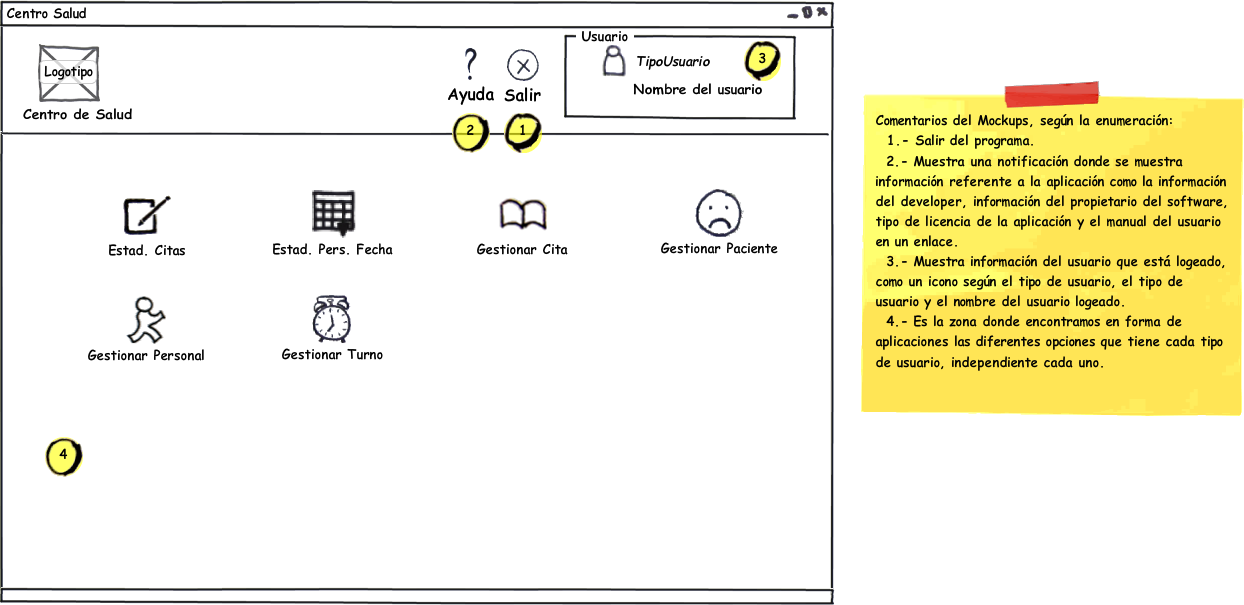 Centro Salud
Logotipo
Centro de Salud
?
Ayuda
Salir
Usuario
TipoUsuario
3
Nombre del usuario
2
1
Estad. Citas
Estad. Pers. Fecha
Gestionar Cita
Gestionar Paciente
Gestionar Personal
Gestionar Turno
4
Comentarios del Mockups, según la enumeración:
1.- Salir del programa.
2.- Muestra una notificación donde se muestra
información referente a la aplicación como la información
del developer, información del propietario del software,
tipo de licencia de la aplicación y el manual del usuario
en un enlace.
3.- Muestra información del usuario que está logeado,
como un icono según el tipo de usuario, el tipo de
usuario y el nombre del usuario logeado.
4.- Es la zona donde encontramos en forma de
aplicaciones las diferentes opciones que tiene cada tipo
de usuario, independiente cada uno.